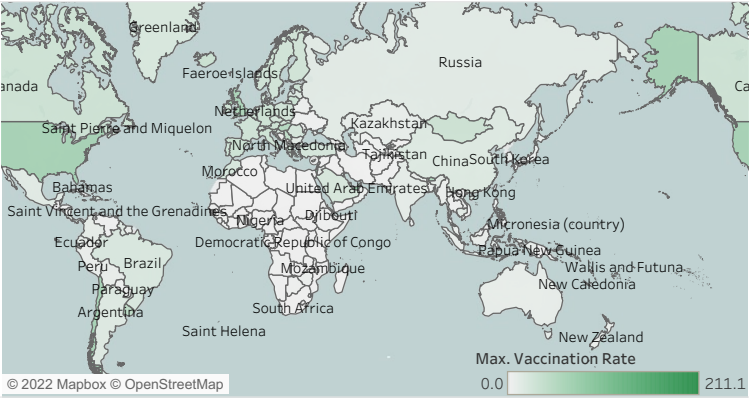 Greenland
Russia
Faeroe Islands
anada
Ca
Netherlands
Saint Pierre and Miquelon
Kazakhstan
North Macedonia
Tajikistan
China
South Korea
Morocco
Bahamas
United Arab Emirates
Hong Kong
Saint Vincent and the Grenadines
Nigeria
Djibouti
Micronesia (country)
Ecuador
Democratic Republic of Congo
Papua New Guinea
Peru
Brazil
Mozambique
Wallis and Futuna
Paraguay
New Caledonia
Argentina
South Africa
Saint Helena
New Zealand
Max. Vaccination Rate
0.0
211.1
© 2022 Mapbox © OpenStreetMap